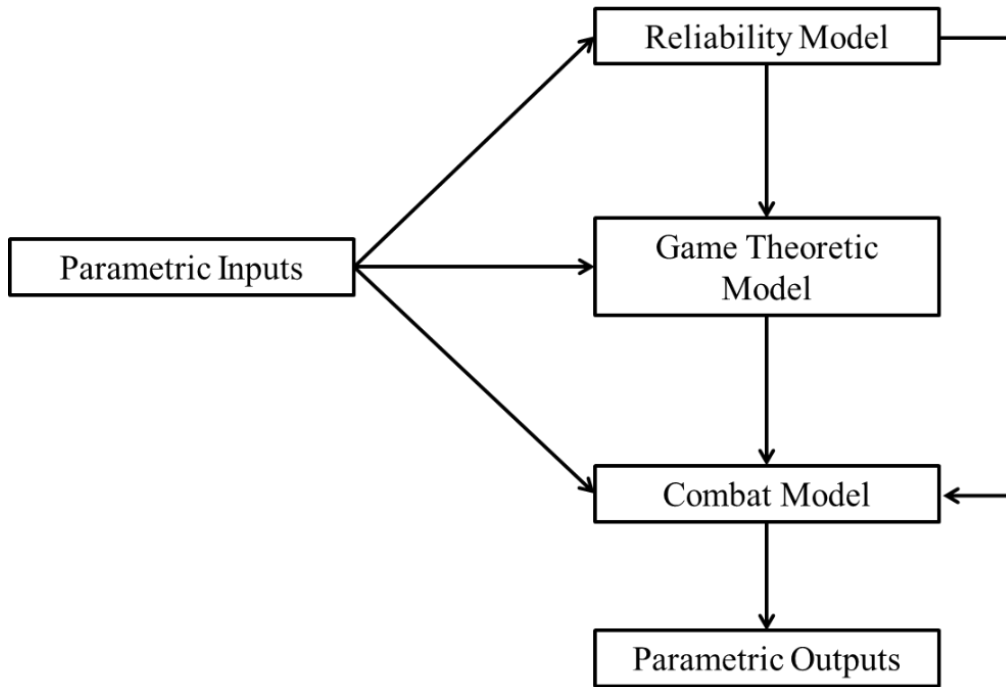 Reliability Model
Parametric Inputs
Game Theoretic
Model
Combat Model
Parametric Outputs